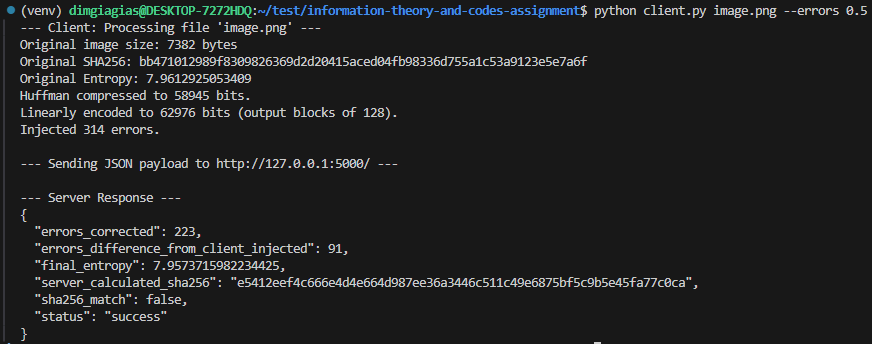 (venv) dimgiagias@DESKTOP-7272HDQ:~/test/information-theory-and-codes-assignment$ python client.py image.png --errors 0.5
--- Client: Processing file 'image.png' ---
Original image size: 7382 bytes
Original SHA256: bb471012989f8309826369d2d20415aced04fb98336d755a1c53a9123e5e7a6f
Original Entropy: 7.9612925053409
Huffman compressed to 58945 bits.
Linearly encoded to 62976 bits (output blocks of 128).
Injected 314 errors.
--- Sending JSON payload to http://127.0.0.1:5000/ ---
--- Server Response ---
{
  "errors_corrected": 223,
  "errors_difference_from_client_injected": 91,
  "final_entropy": 7.9573715982234425,
  "server_calculated_sha256": "e5412eef4c666e4d4e664d987ee36a3446c511c49e6875bf5c9b5e45fa77c0ca",
  "sha256_match": false,
  "status": "success"
}